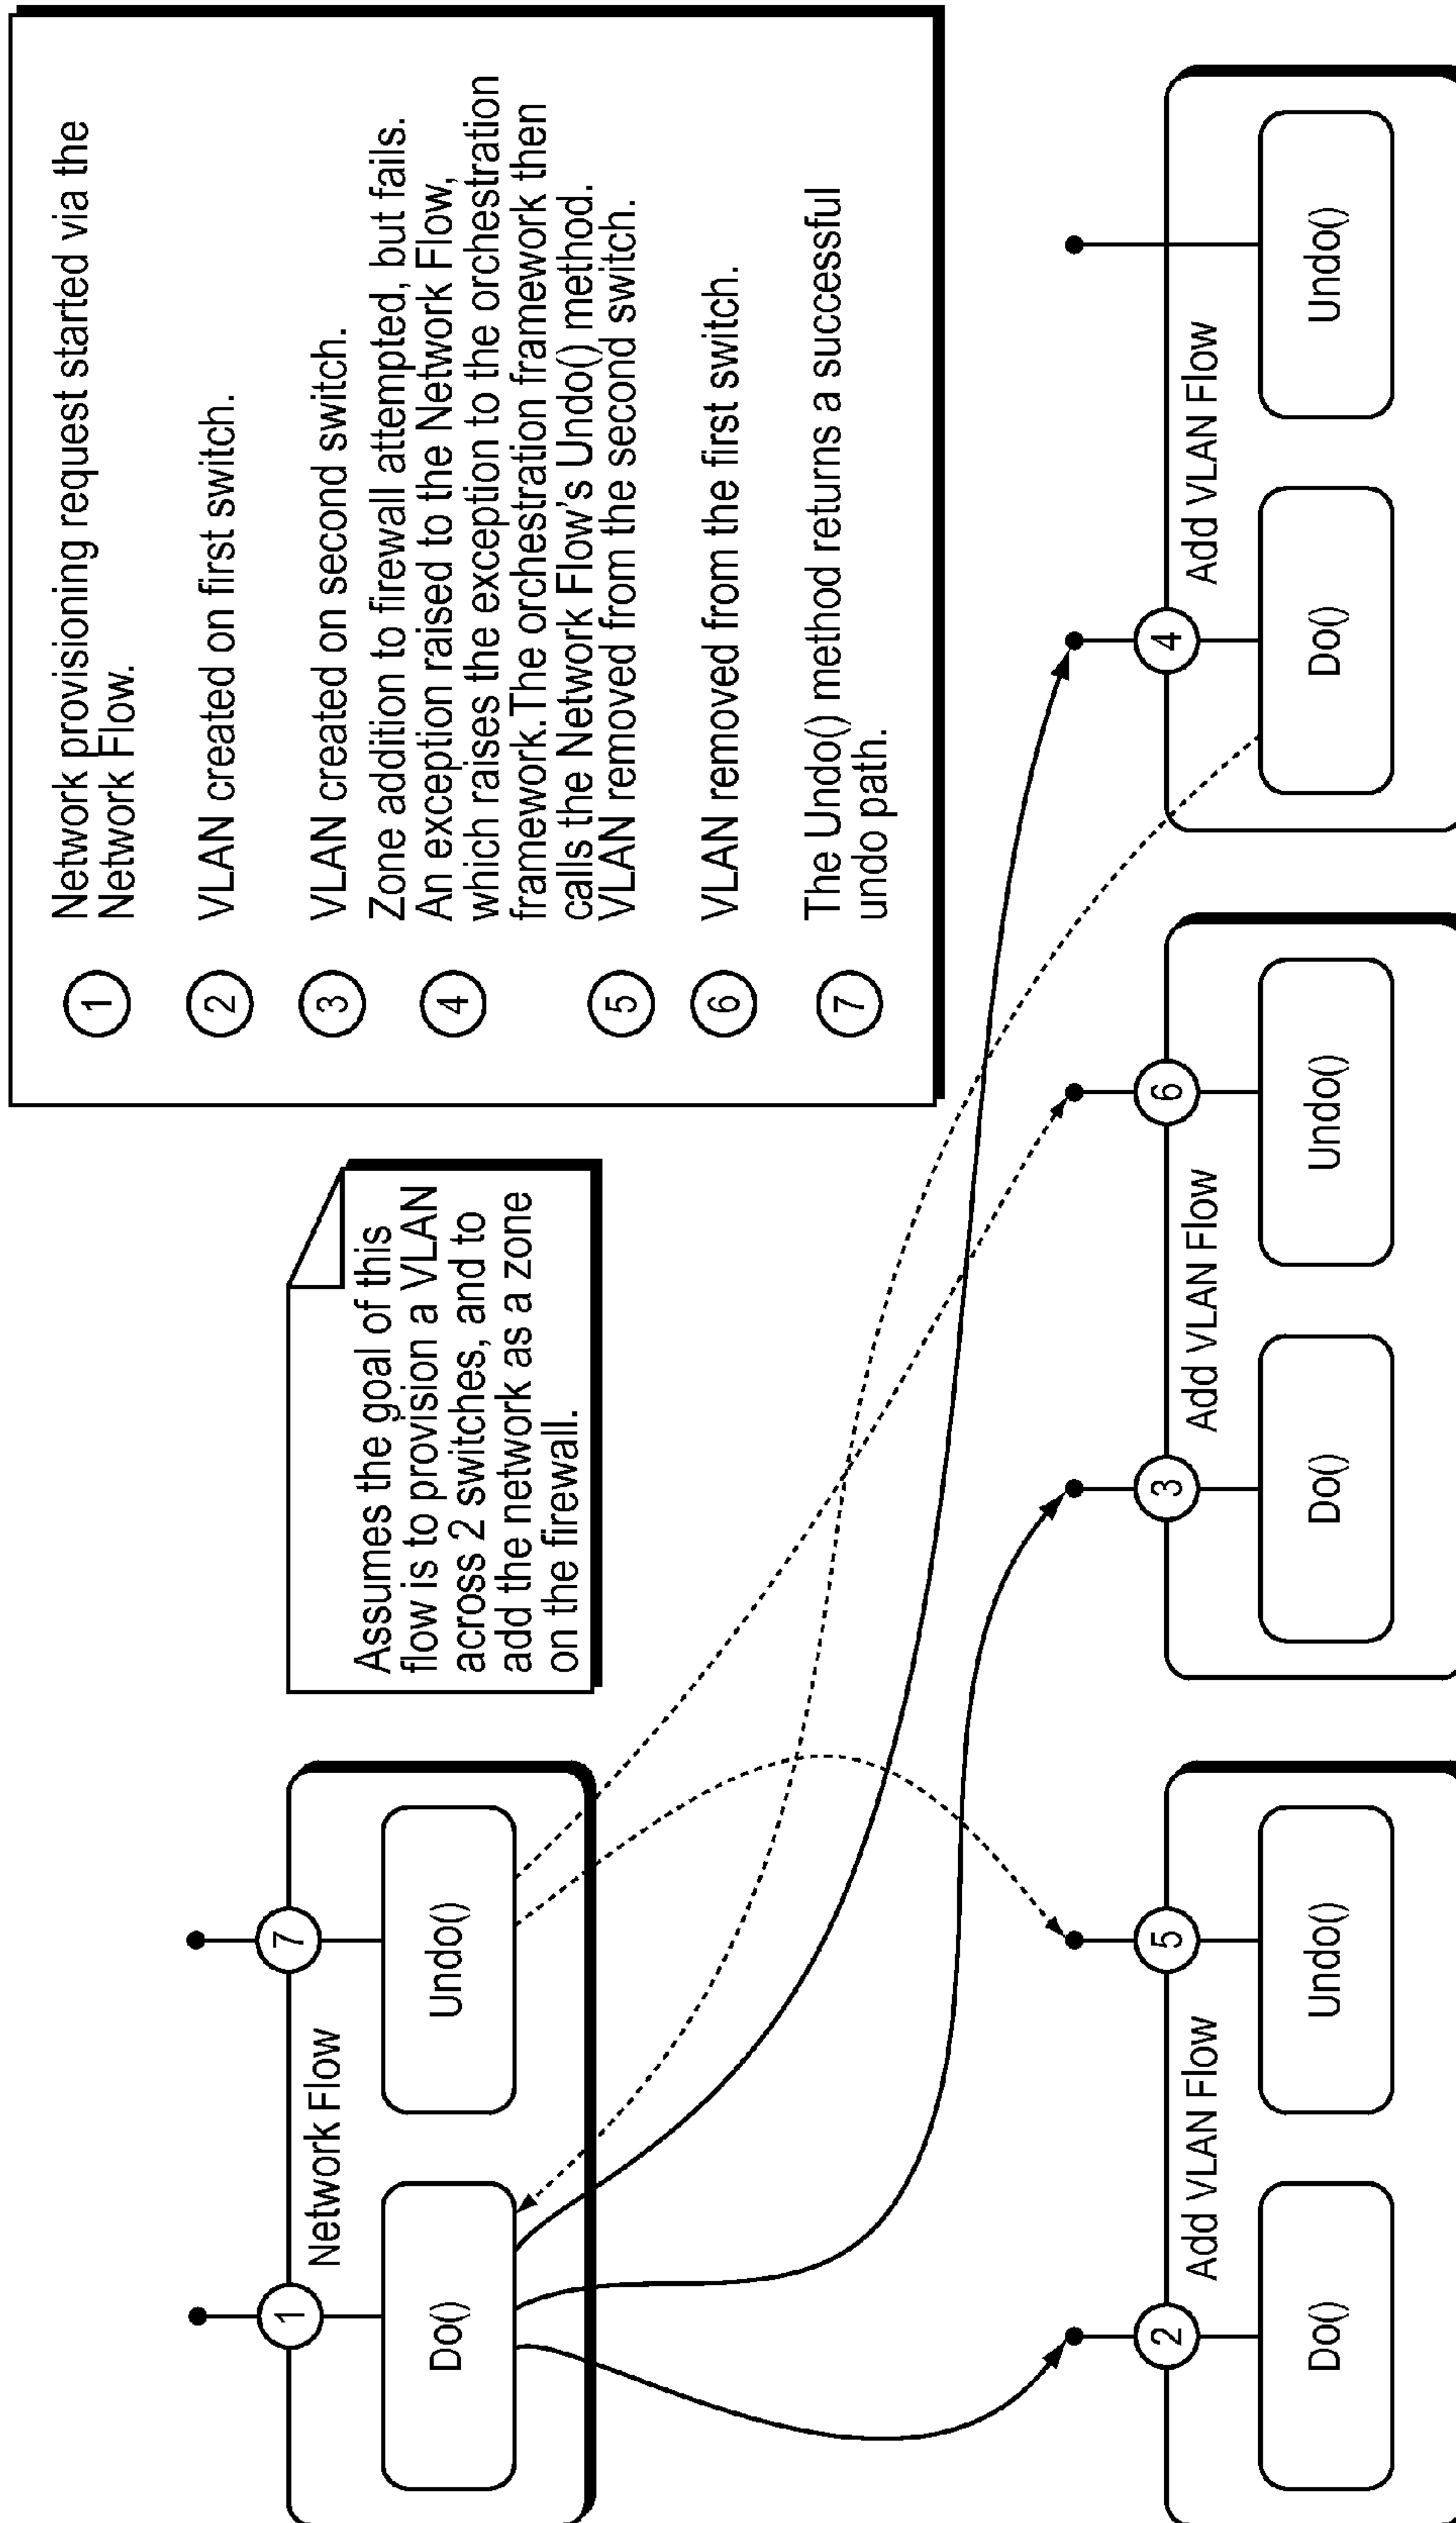 1
7
Network Flow
Do()
Undo()
Assumes the goal of this
flow is to provision a VLAN
across 2 switches, and to
add the network as a zone
on the firewall.
1
Network provisioning request started via the
Network Flow.
2
VLAN created on first switch.
3
VLAN created on second switch.
4
Zone addition to firewall attempted, but fails.
An exception raised to the Network Flow,
which raises the exception to the orchestration
framework.The orchestration framework then
calls the Network Flow's Undo() method.
5
VLAN removed from the second switch.
6
VLAN removed from the first switch.
7
The Undo() method returns a successful
undo path.
2
5
Add VLAN Flow
Do()
Undo()
3
6
Add VLAN Flow
Do()
Undo()
4
Add VLAN Flow
Do()
Undo()